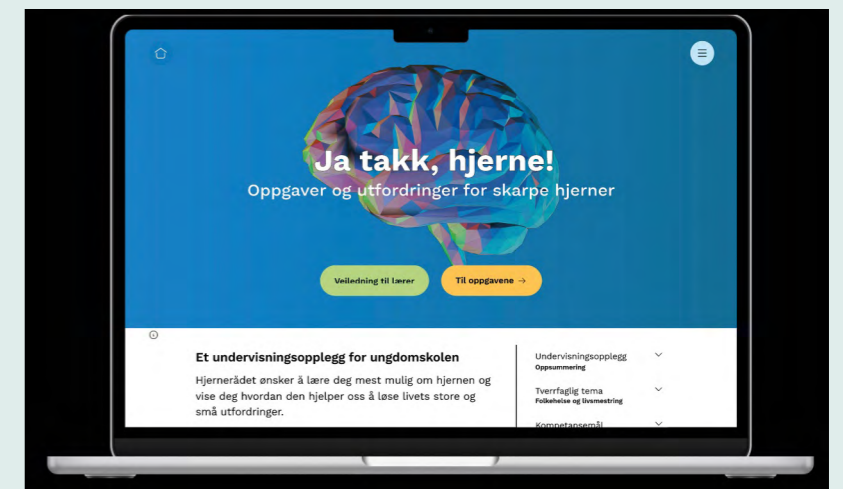 Ja takk, hjerne!
Oppgaver og utfordringer for skarpe hjerner
Veiledning til lærer
Til oppgavene →
Et undervisningsopplegg for ungdomskolen
Hjernerådet ønsker å lære deg mest mulig om hjernen og
vise deg hvordan den hjelper oss å løse livets store og
små utfordringer.
Undervisningsopplegg
Oppsummering
Tverrfaglig tema
Folkehelse og livsmestring
Kompetansemål